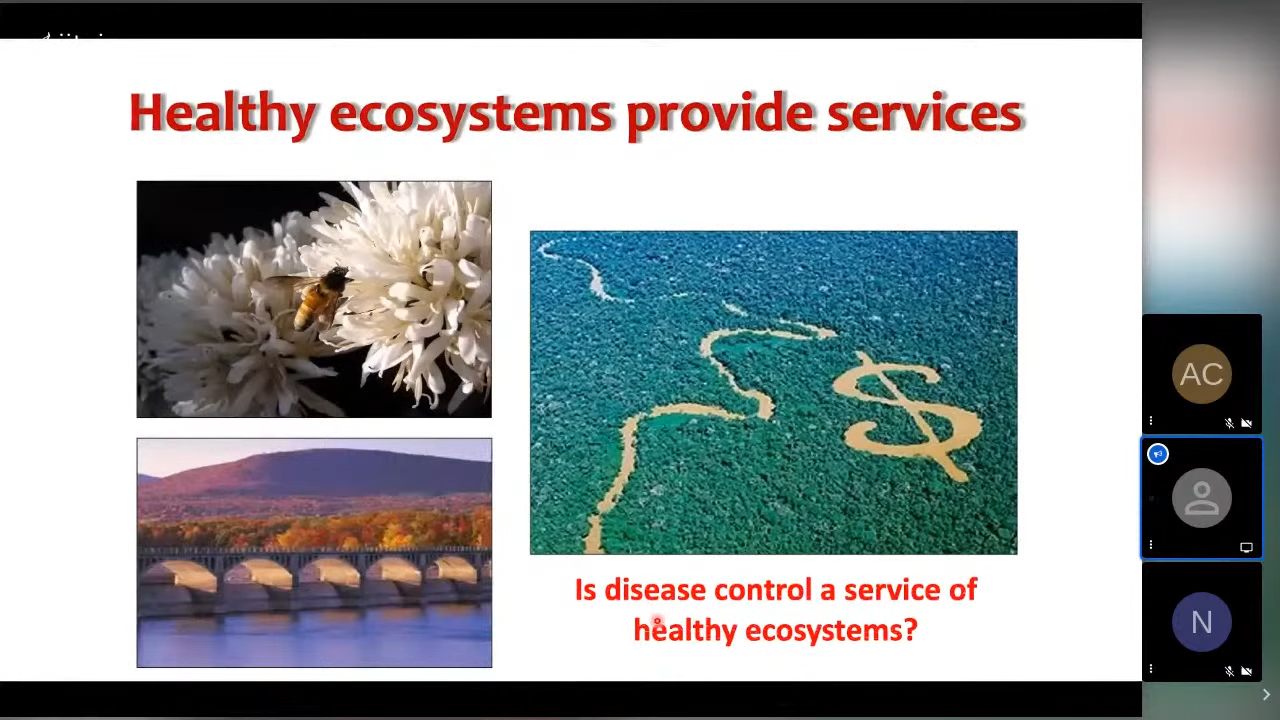 Healthy ecosystems provide services
$
Is disease control a service of
healthy ecosystems?
AC
N